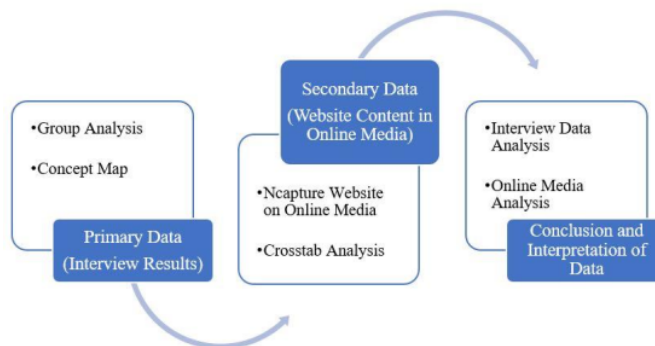 •Group Analysis
•Concept Map
Primary Data
(Interview Results)
Secondary Data
(Website Content in
Online Media)
•Ncapture Website
on Online Media
•Crosstab Analysis
•Interview Data
Analysis
•Online Media
Analysis
Conclusion and
Interpretation of
Data